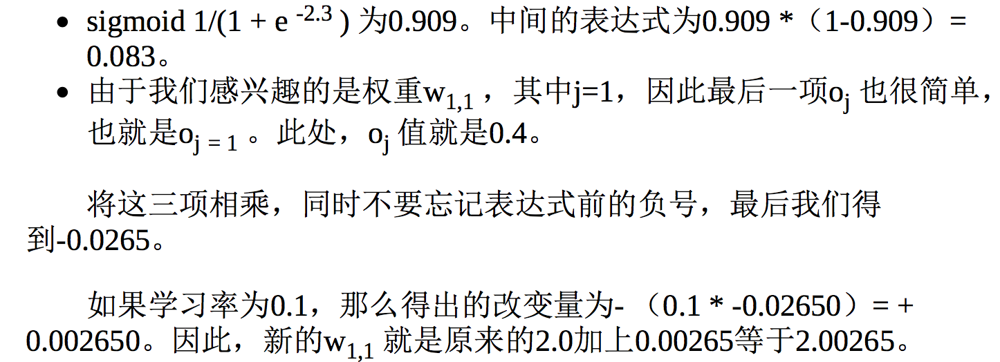 • sigmoid 1/(1 + e -2.3 ) 为0.909。中间的表达式为0.909 *（1-0.909）=
0.083。
• 由于我们感兴趣的是权重w1,1 ，其中j=1，因此最后一项oj 也很简单，
也就是oj = 1 。此处，oj 值就是0.4。
将这三项相乘，同时不要忘记表达式前的负号，最后我们得
到-0.0265。
如果学习率为0.1，那么得出的改变量为- （0.1 * -0.02650）= +
0.002650。因此，新的w1,1 就是原来的2.0加上0.00265等于2.00265。